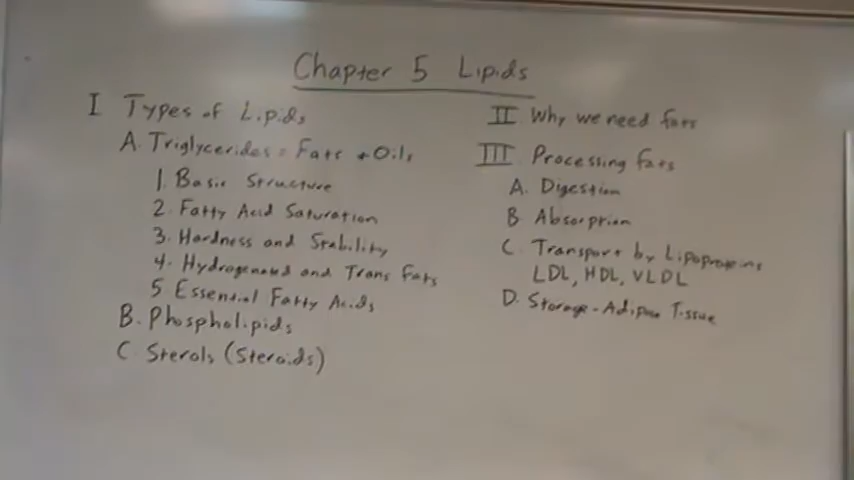 Chapter 5 Lipids
I Types of Lipids
A. Triglycerides = Fats + Oils
1. Basic Structure
2. Fatty Acid Saturation
3. Hardness and Stability
4. Hydrogenated and Trans Fats
5 Essential Fatty Acids
B. Phospholipids
C Sterols (Steroids)
II Why we need fats
III Processing fats
A. Digestion
B Absorption
C. Transport by Lipoproteins
LDL, HDL, VLDL
D. Storage - Adipose Tissue